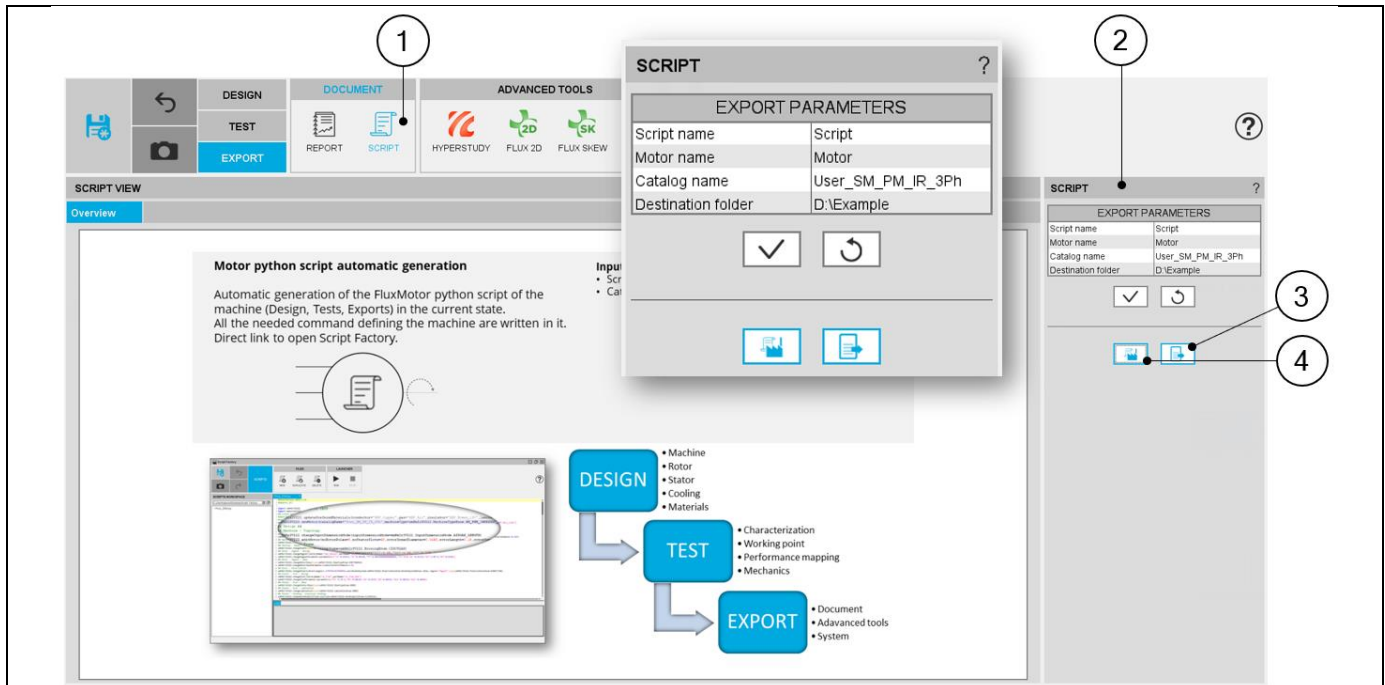 1
2
DESIGN
TEST
EXPORT
DOCUMENT
REPORT
SCRIPT
ADVANCED TOOLS
HYPERSTUDY
2D
FLUX 2D
SK
FLUX SKEW
?
SCRIPT VIEW
Overview
SCRIPT
?
EXPORT PARAMETERS
Script name Script
Motor name Motor
Catalog name User_SM_PM_IR_3Ph
Destination folder D:\Example
SCRIPT
?
EXPORT PARAMETERS
Script name Script
Motor name Motor
Catalog name User_SM_PM_IR_3Ph
Destination folder D:\Example
3
4
Motor python script automatic generation
Automatic generation of the FluxMotor python script of the
machine (Design, Tests, Exports) in the current state.
All the needed command defining the machine are written in it.
Direct link to open Script Factory.
DESIGN
• Machine
• Rotor
• Stator
• Cooling
• Materials
TEST
• Characterization
• Working point
• Performance mapping
• Mechanics
EXPORT
• Document
• Adavanced tools
• System